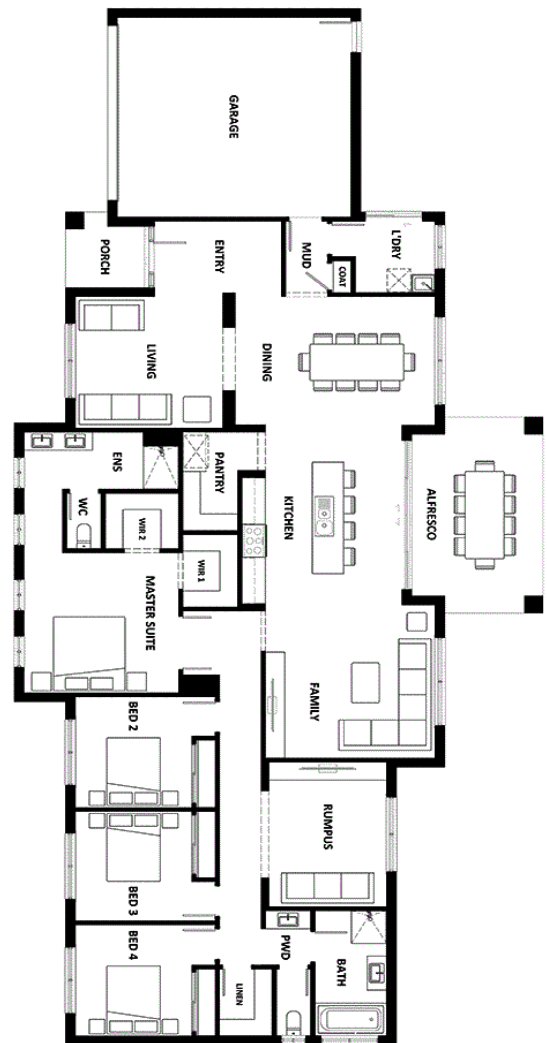 GARAGE
PORCH
ENTRY
MUD
L'DRY
COAT
LIVING
DINING
ENS
WC
PANTRY
WIR 2
WIR 1
KITCHEN
ALFRESCO
MASTER SUITE
FAMILY
BED 2
RUMPUS
BED 3
BED 4
PWD
BATH
LINEN